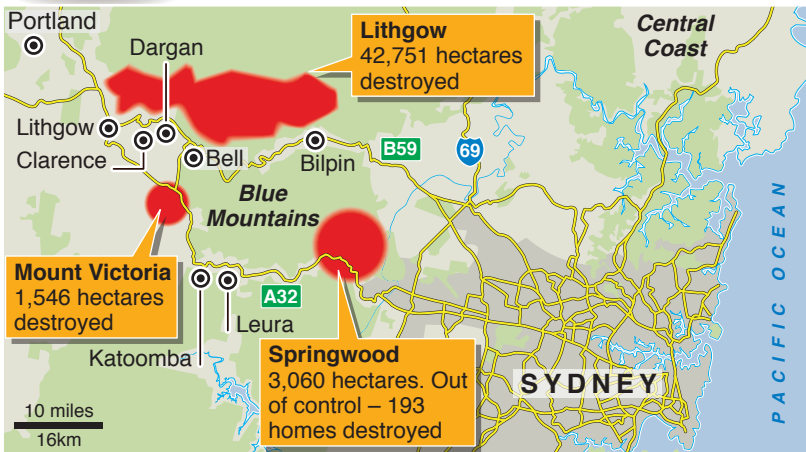 Portland
Dargan
Lithgow
42,751 hectares
destroyed
Central
Coast
Lithgow
Clarence
Bell
Bilpin
B59
69
Blue
Mountains
Mount Victoria
1,546 hectares
destroyed
A32
Leura
Katoomba
Springwood
3,060 hectares. Out
of control – 193
homes destroyed
SYDNEY
PACIFIC OCEAN
10 miles
16km